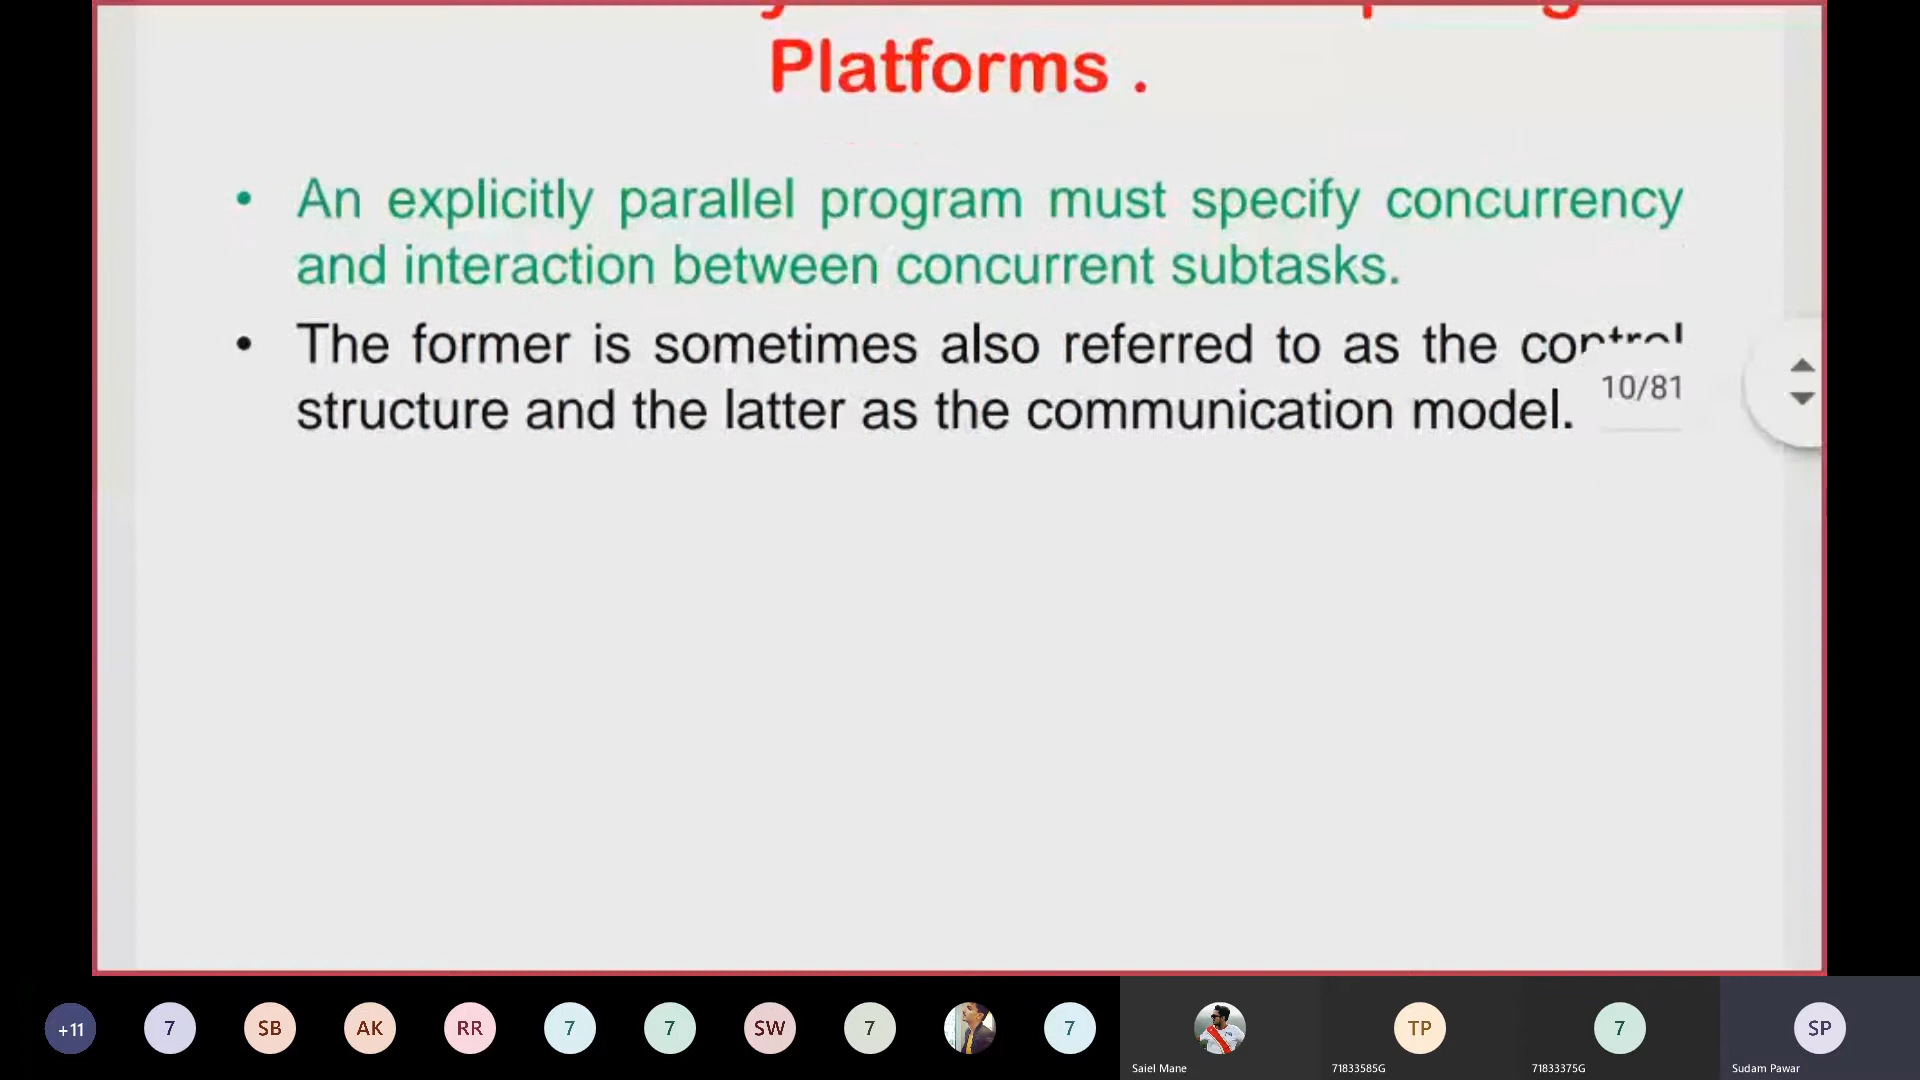 Platforms .
• An explicitly parallel program must specify concurrency
and interaction between concurrent subtasks.
• The former is sometimes also referred to as the control
structure and the latter as the communication model.
10/81
+11
7
SB
AK
RR
7
7
SW
7
7
TP
7
SP
Saiel Mane
71833585G
71833375G
Sudam Pawar